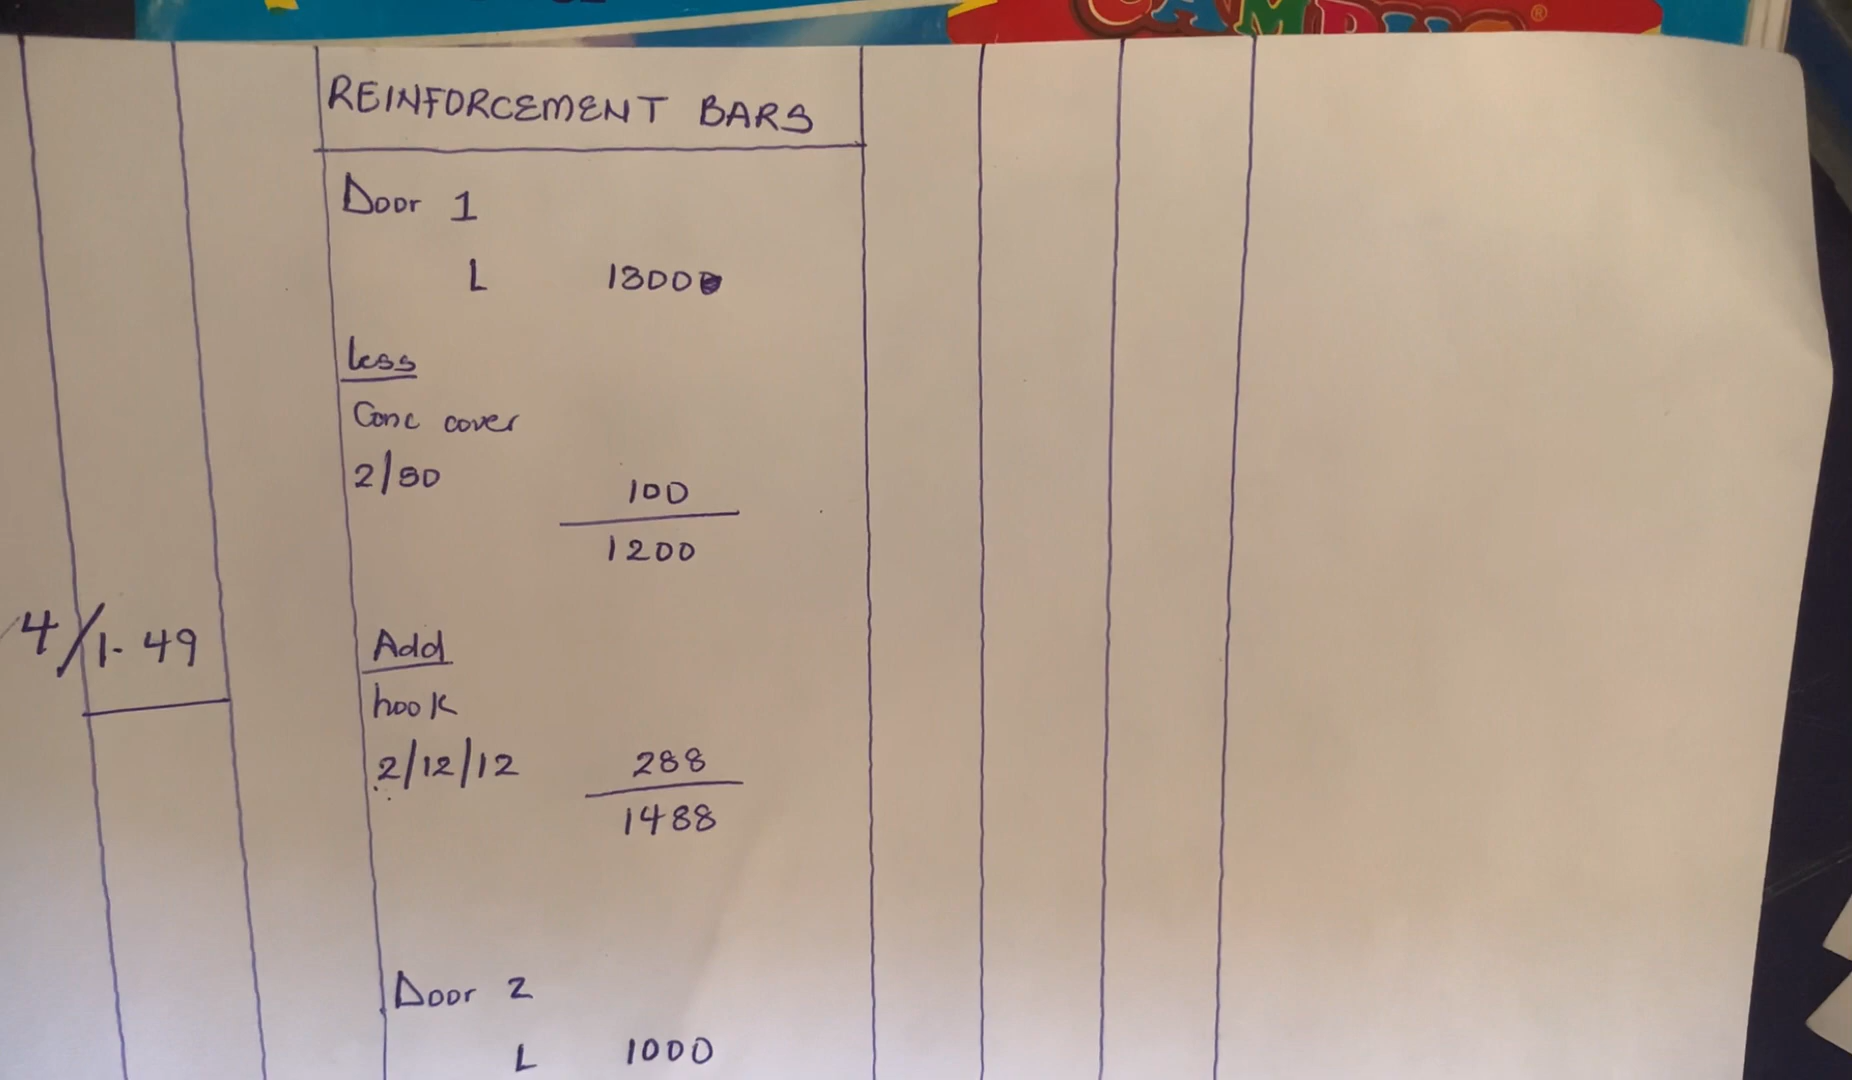 CAMPUS®
REINFORCEMENT BARS
Door 1
L 1300
less
Conc cover
2/50 100
1200
4/1.49
Add
hook
2/12/12 288
1488
Door 2
L 1000